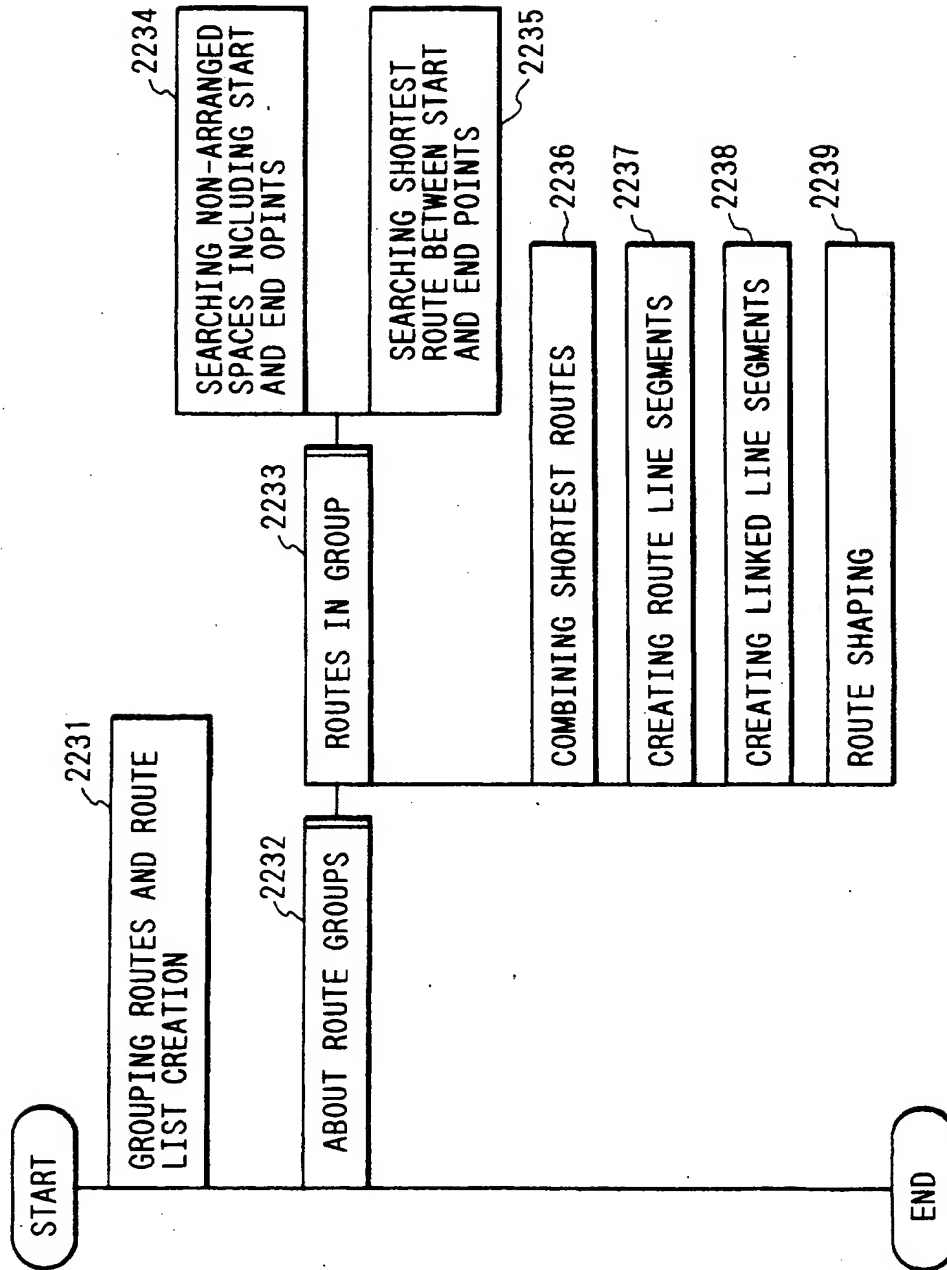 START
2231
GROUPING ROUTES AND ROUTE
LIST CREATION
2232
ABOUT ROUTE GROUPS
2233
ROUTES IN GROUP
2234
SEARCHING NON-ARRANGED
SPACES INCLUDING START
AND END OPINTS
2235
SEARCHING SHORTEST
ROUTE BETWEEN START
AND END POINTS
2236
COMBINING SHORTEST ROUTES
2237
CREATING ROUTE LINE SEGMENTS
2238
CREATING LINKED LINE SEGMENTS
2239
ROUTE SHAPING
END